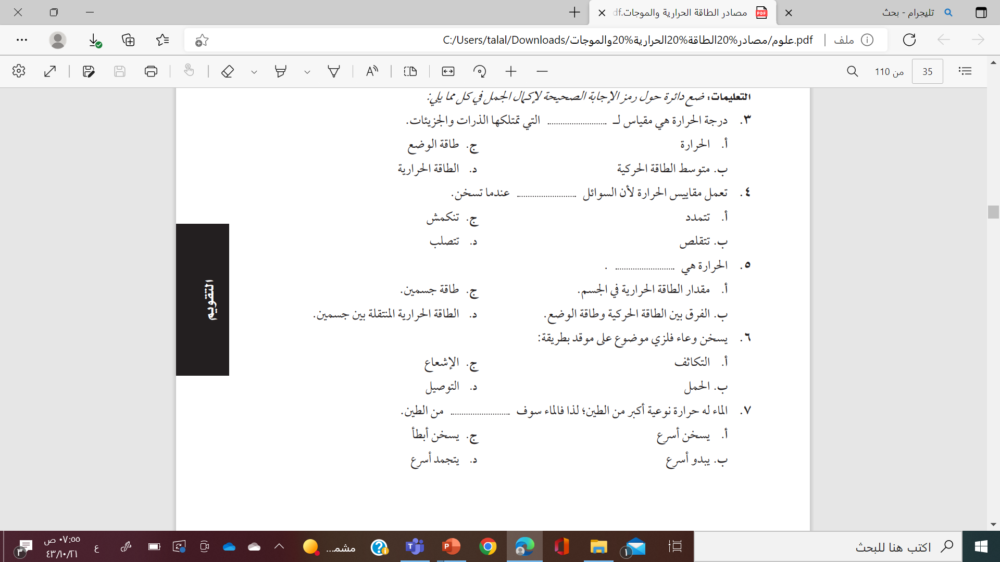 تليجرام - بحث
مصادر الطاقة الحرارية والموجات.pdf
ملف
C:/Users/talal/Downloads/علوم/مصادر%20الطاقة%20الحرارية%20والموجات.pdf
35
من 110
التعليمات: ضع دائرة حول رمز الإجابة الصحيحة لإكمال الجمل في كل مما يلي:
٣. درجة الحرارة هي مقياس لـ .......................... التي تمتلكها الذرات والجزيئات.
أ. الحرارة ج. طاقة الوضع
ب. متوسط الطاقة الحركية د. الطاقة الحرارية
٤. تعمل مقاييس الحرارة لأن السوائل .......................... عندما تسخن.
أ. تتمدد ج. تنكمش
ب. تتقلص د. تتصلب
٥. الحرارة هي .......................... .
أ. مقدار الطاقة الحرارية في الجسم. ج. طاقة جسمين.
ب. الفرق بين الطاقة الحركية وطاقة الوضع. د. الطاقة الحرارية المنتقلة بين جسمين.
٦. يسخن وعاء فلزي موضوع على موقد بطريقة:
أ. التكاثف ج. الإشعاع
ب. الحمل د. التوصيل
٧. الماء له حرارة نوعية أكبر من الطين؛ لذا فالماء سوف .......................... من الطين.
أ. يسخن أسرع ج. يسخن أبطأ
ب. يبدو أسرع د. يتجمد أسرع
التقويم
اكتب هنا للبحث
١
مشمـ...
ع
٠٧:٥٥ ص
٤٣/١٠/٢١
٣